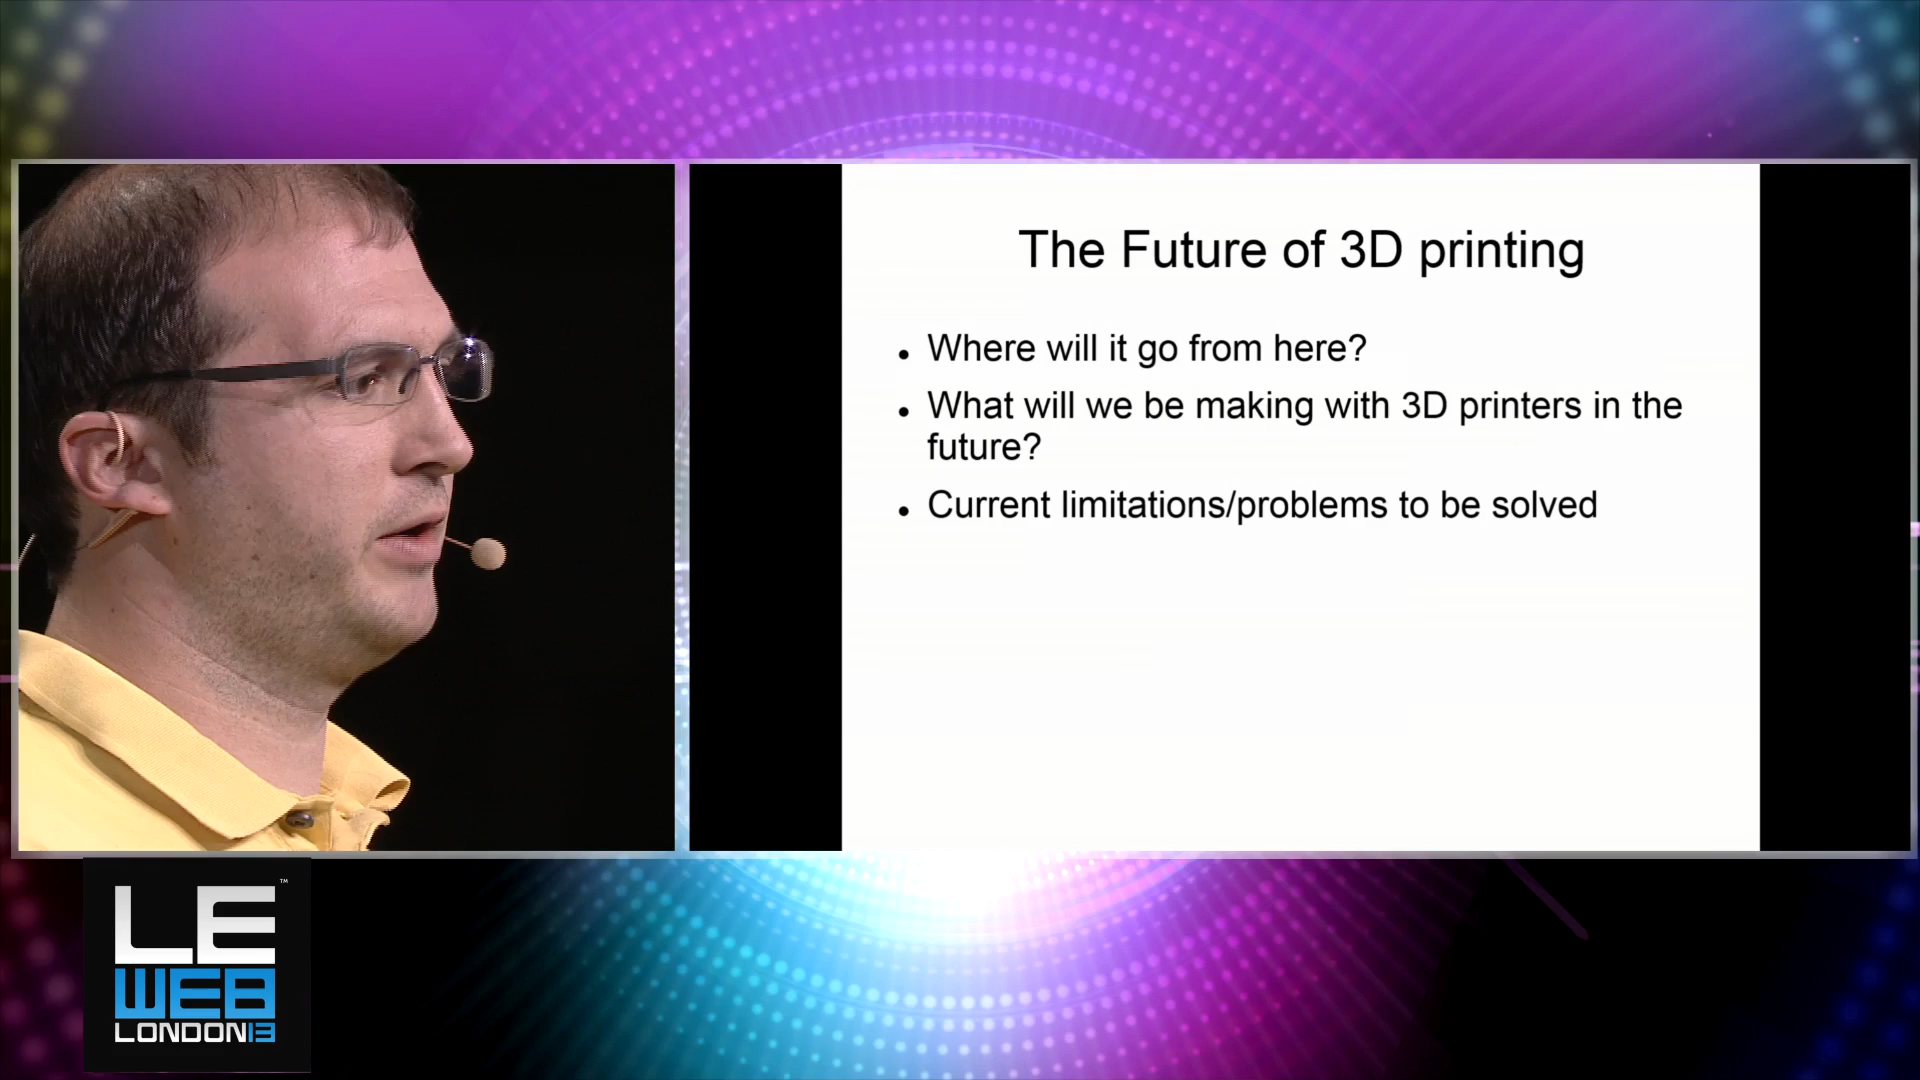 The Future of 3D printing
• Where will it go from here?
• What will we be making with 3D printers in the
future?
• Current limitations/problems to be solved
LE™
WEB
LONDON13